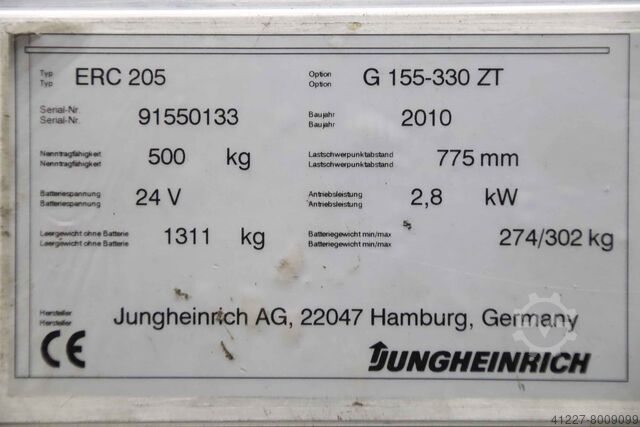 Typ
Typ ERC 205 Option
Option G 155-330 ZT
Serial-Nr.
Serial-Nr. 91550133 Baujahr
Baujahr 2010
Nenntragfähigkeit
Nenntragfähigkeit 500 kg Lastschwerpunktabstand
Lastschwerpunktabstand 775 mm
Batteriespannung
Batteriespannung 24 V Antriebsleistung
Antriebsleistung 2,8 kW
Leergewicht ohne Batterie
Leergewicht ohne Batterie 1311 kg Batteriegewicht min/max
Batteriegewicht min/max 274/302 kg
Hersteller
Hersteller Jungheinrich AG, 22047 Hamburg, Germany
CE JUNGHEINRICH
41227-8009099